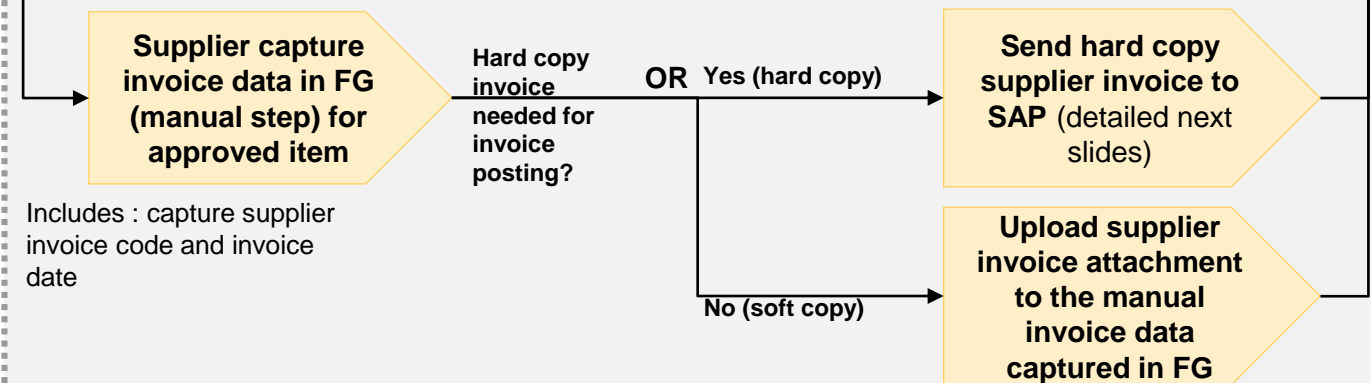 Supplier capture
invoice data in FG
(manual step) for
approved item
Includes : capture supplier
invoice code and invoice
date
Hard copy
invoice
needed for
invoice
posting?
OR
Yes (hard copy)
No (soft copy)
Send hard copy
supplier invoice to
SAP (detailed next
slides)
Upload supplier
invoice attachment
to the manual
invoice data
captured in FG